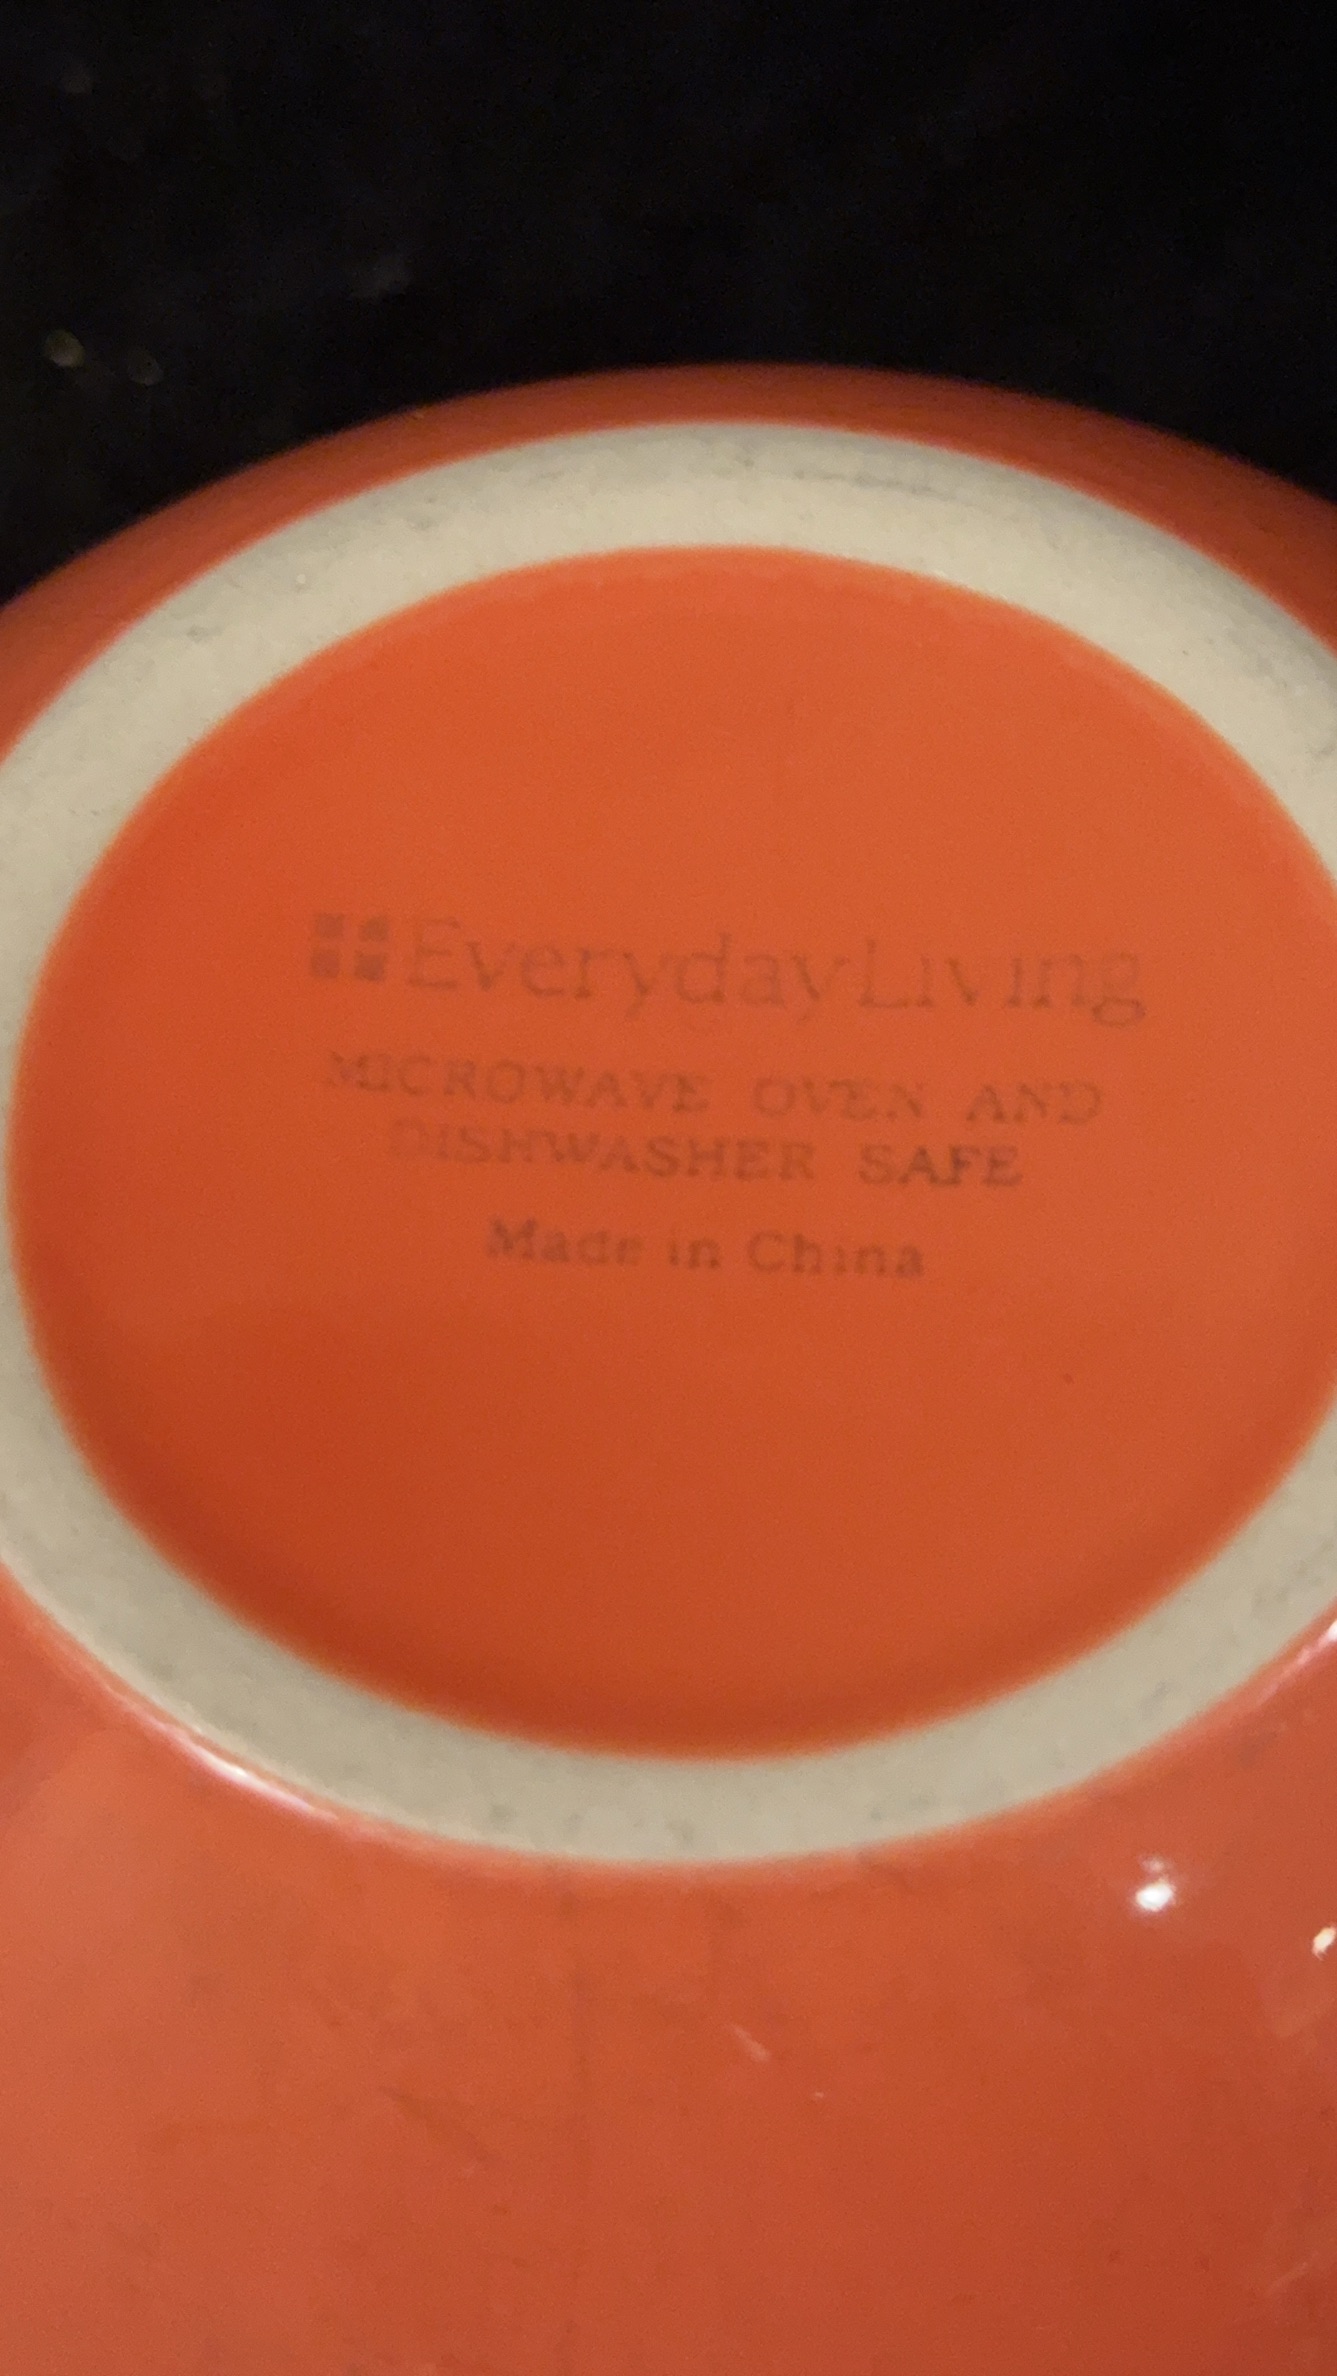 EverydayLiving
MICROWAVE OVEN AND
DISHWASHER SAFE
Made in China